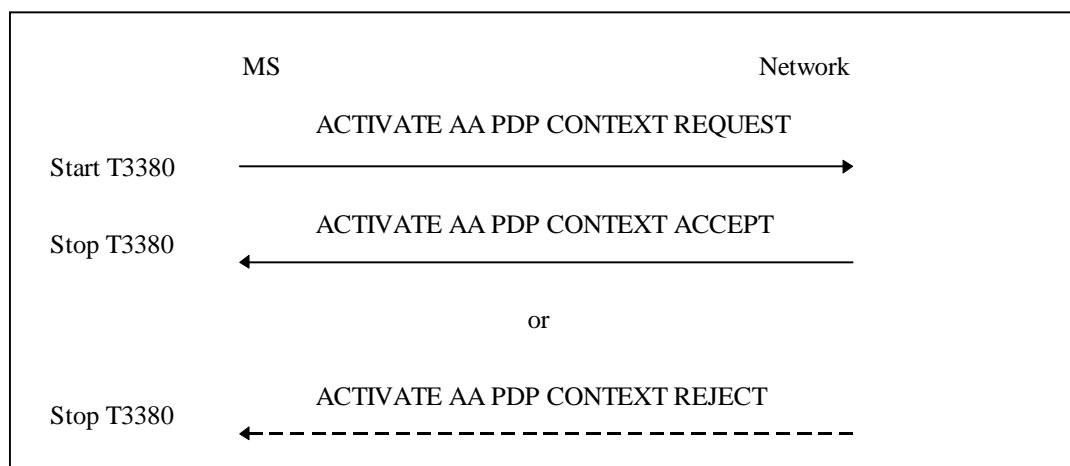 MS Network
ACTIVATE AA PDP CONTEXT REQUEST
Start T3380
ACTIVATE AA PDP CONTEXT ACCEPT
Stop T3380
or
ACTIVATE AA PDP CONTEXT REJECT
Stop T3380